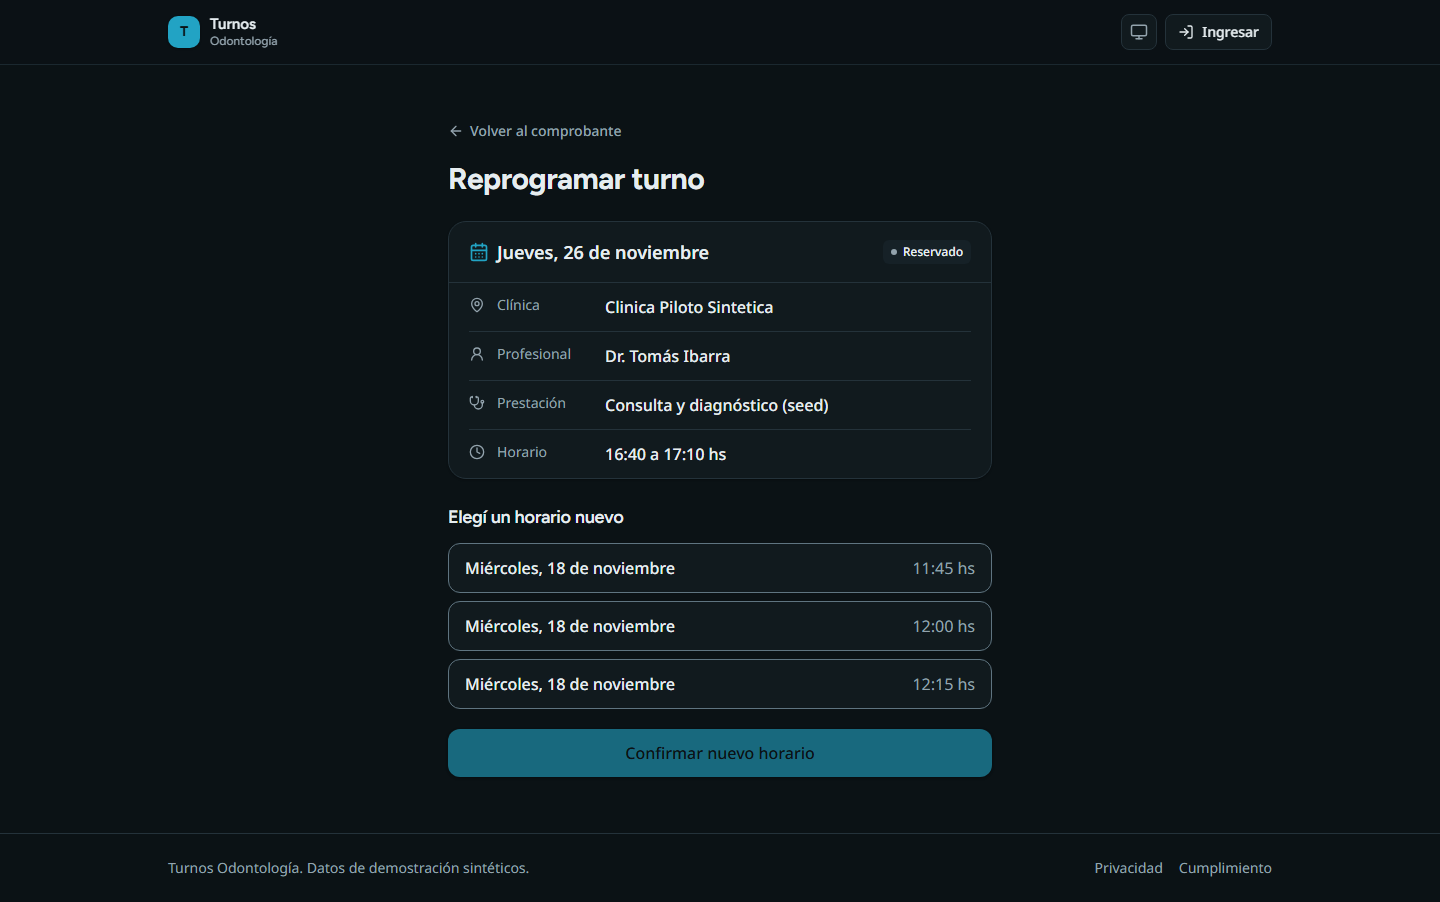 T
Turnos
Odontología
Ingresar
Volver al comprobante
Reprogramar turno
Jueves, 26 de noviembre
Reservado
Clínica
Clinica Piloto Sintetica
Profesional
Dr. Tomás Ibarra
Prestación
Consulta y diagnóstico (seed)
Horario
16:40 a 17:10 hs
Elegí un horario nuevo
Miércoles, 18 de noviembre 11:45 hs
Miércoles, 18 de noviembre 12:00 hs
Miércoles, 18 de noviembre 12:15 hs
Confirmar nuevo horario
Turnos Odontología. Datos de demostración sintéticos.
Privacidad Cumplimiento